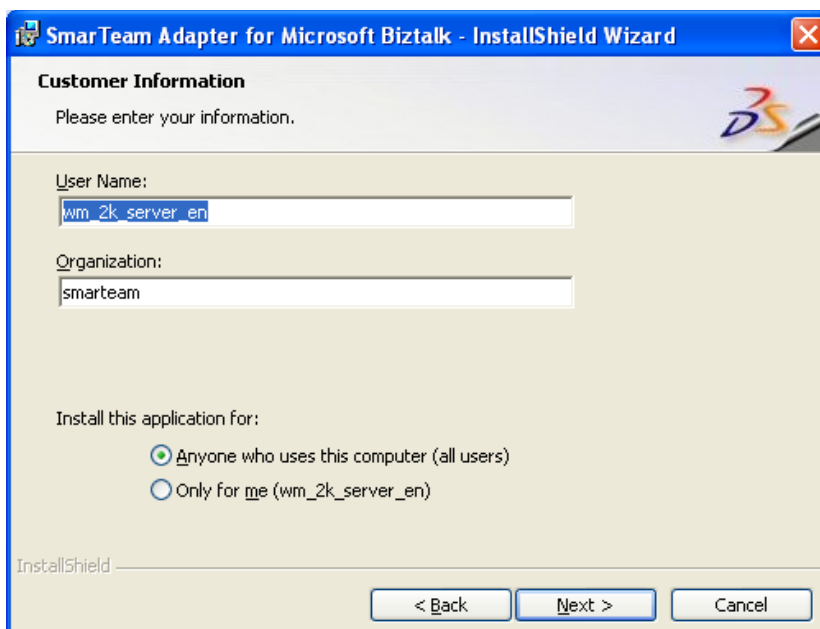 SmarTeam Adapter for Microsoft Biztalk - InstallShield Wizard
Customer Information
Please enter your information.
User Name:
wm_2k_server_en
Organization:
smarteam
Install this application for:
Anyone who uses this computer (all users)
Only for me (wm_2k_server_en)
InstallShield
< Back Next > Cancel